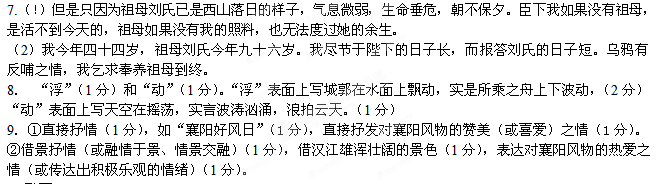 7.（!）但是只因为祖母刘氏已是西山落日的样子，气息微弱，生命垂危，朝不保夕。臣下我如果没有祖母，
是活不到今天的，祖母如果没有我的照料，也无法度过她的余生。
（2）我今年四十四岁，祖母刘氏今年九十六岁。我尽节于陛下的日子长，而报答刘氏的日子短。乌鸦有
反哺之情，我乞求奉养祖母到终。
8. “浮”（1分）和“动”（1分）。“浮”表面上写城郭在水面上飘动，实是所乘之舟上下波动，（2分）
“动”表面上写天空在摇荡，实言波涛汹涌，浪拍云天。（1分）
9. ①直接抒情（1分），如“襄阳好风日”（1分），直接抒发对襄阳风物的赞美（或喜爱）之情（1分）。
②借景抒情（或融情于景、情景交融）（1分），借汉江雄浑壮阔的景色（1分），表达对襄阳风物的热爱之
情（或传达出积极乐观的情绪）（1分）。